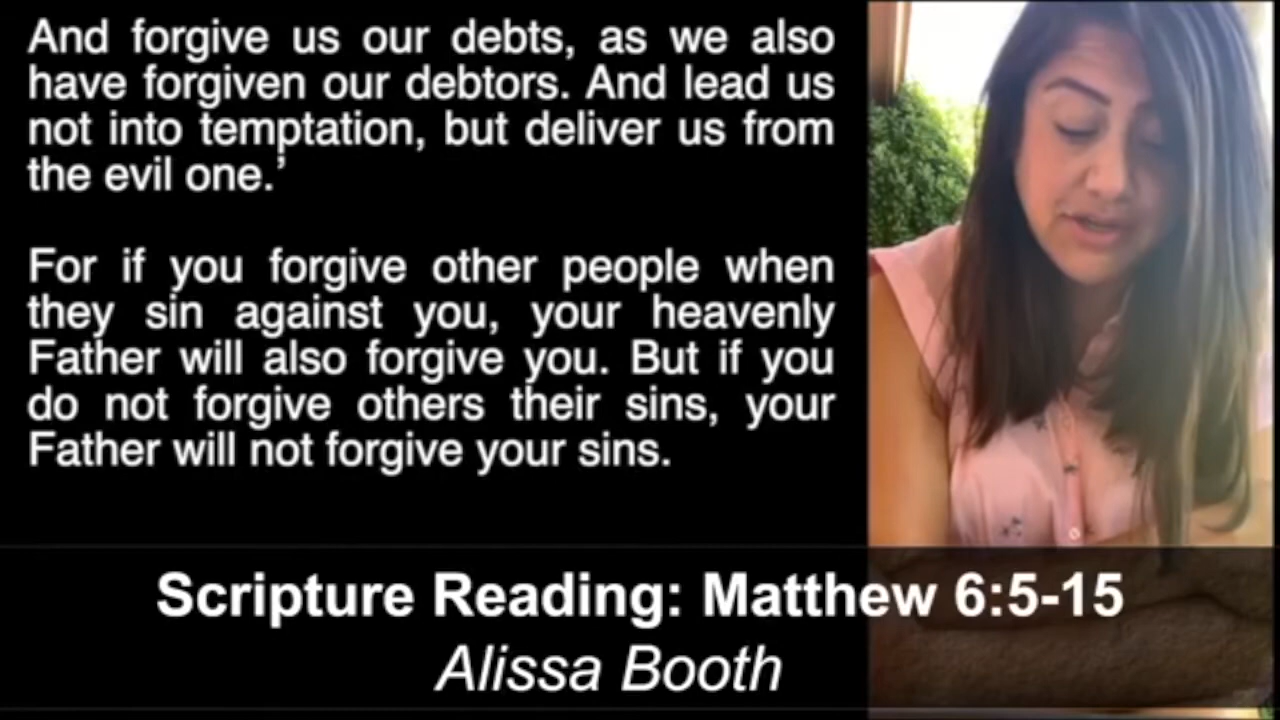 And forgive us our debts, as we also
have forgiven our debtors. And lead us
not into temptation, but deliver us from
the evil one.’
For if you forgive other people when
they sin against you, your heavenly
Father will also forgive you. But if you
do not forgive others their sins, your
Father will not forgive your sins.
Scripture Reading: Matthew 6:5-15
Alissa Booth